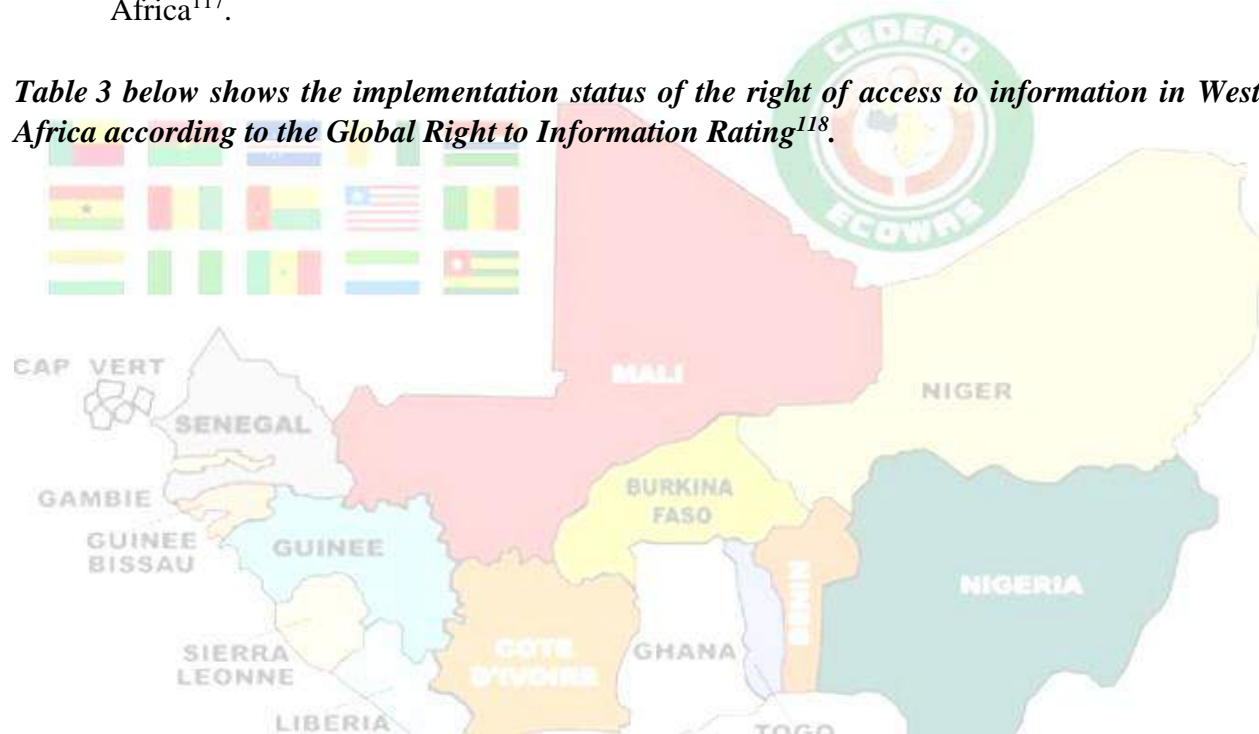 Africa117.
Table 3 below shows the implementation status of the right of access to information in West
Africa according to the Global Right to Information Rating118.
CEDEAO
ECOWAS
CAP VERT
MALI
NIGER
SENEGAL
GAMBIE
BURKINA
FASO
GUINEE
BISSAU
GUINEE
NIGERIA
BENIN
SIERRA
LEONNE
COTE
D'IVOIRE
GHANA
LIBERIA
TOGO